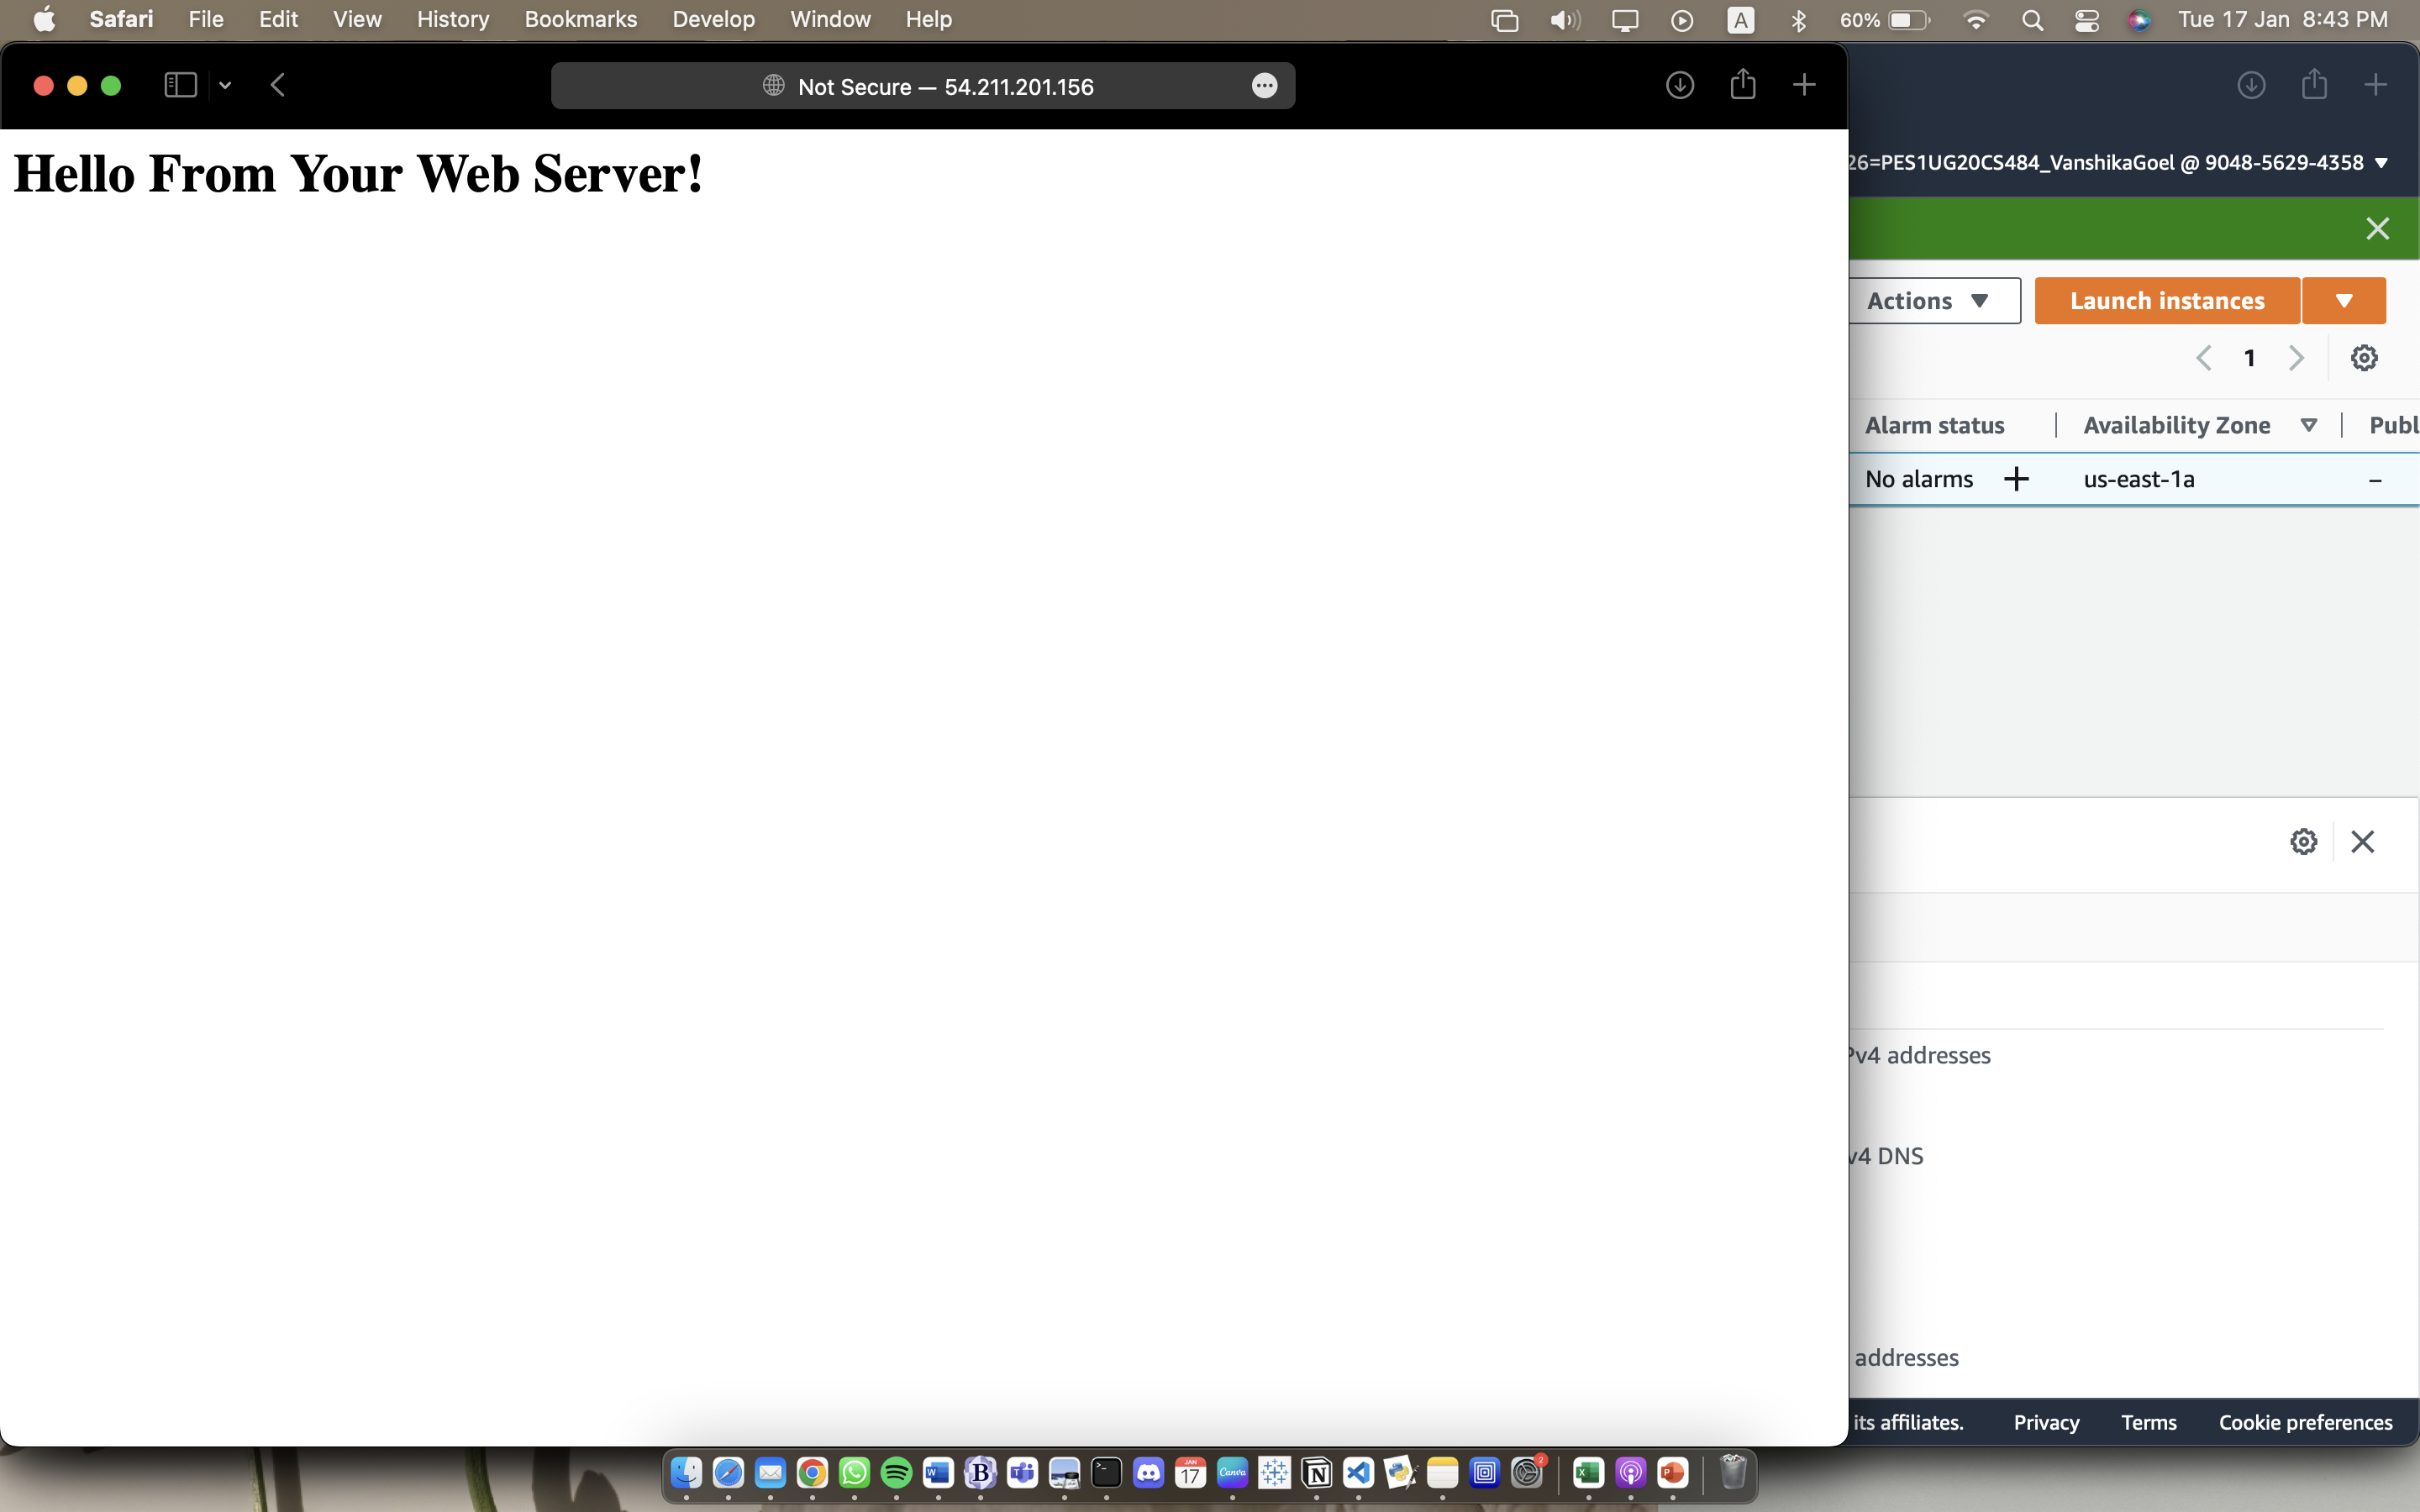 Safari File Edit View History Bookmarks Develop Window Help A 60% Tue 17 Jan 8:43 PM
Not Secure — 54.211.201.156
Hello From Your Web Server!
26=PES1UG20CS484_VanshikaGoel @ 9048-5629-4358
Actions Launch instances
1
Alarm status Availability Zone Publ
No alarms us-east-1a –
Pv4 addresses
v4 DNS
addresses
its affiliates. Privacy Terms Cookie preferences
W B T JAN 17 Canva N 2 X P